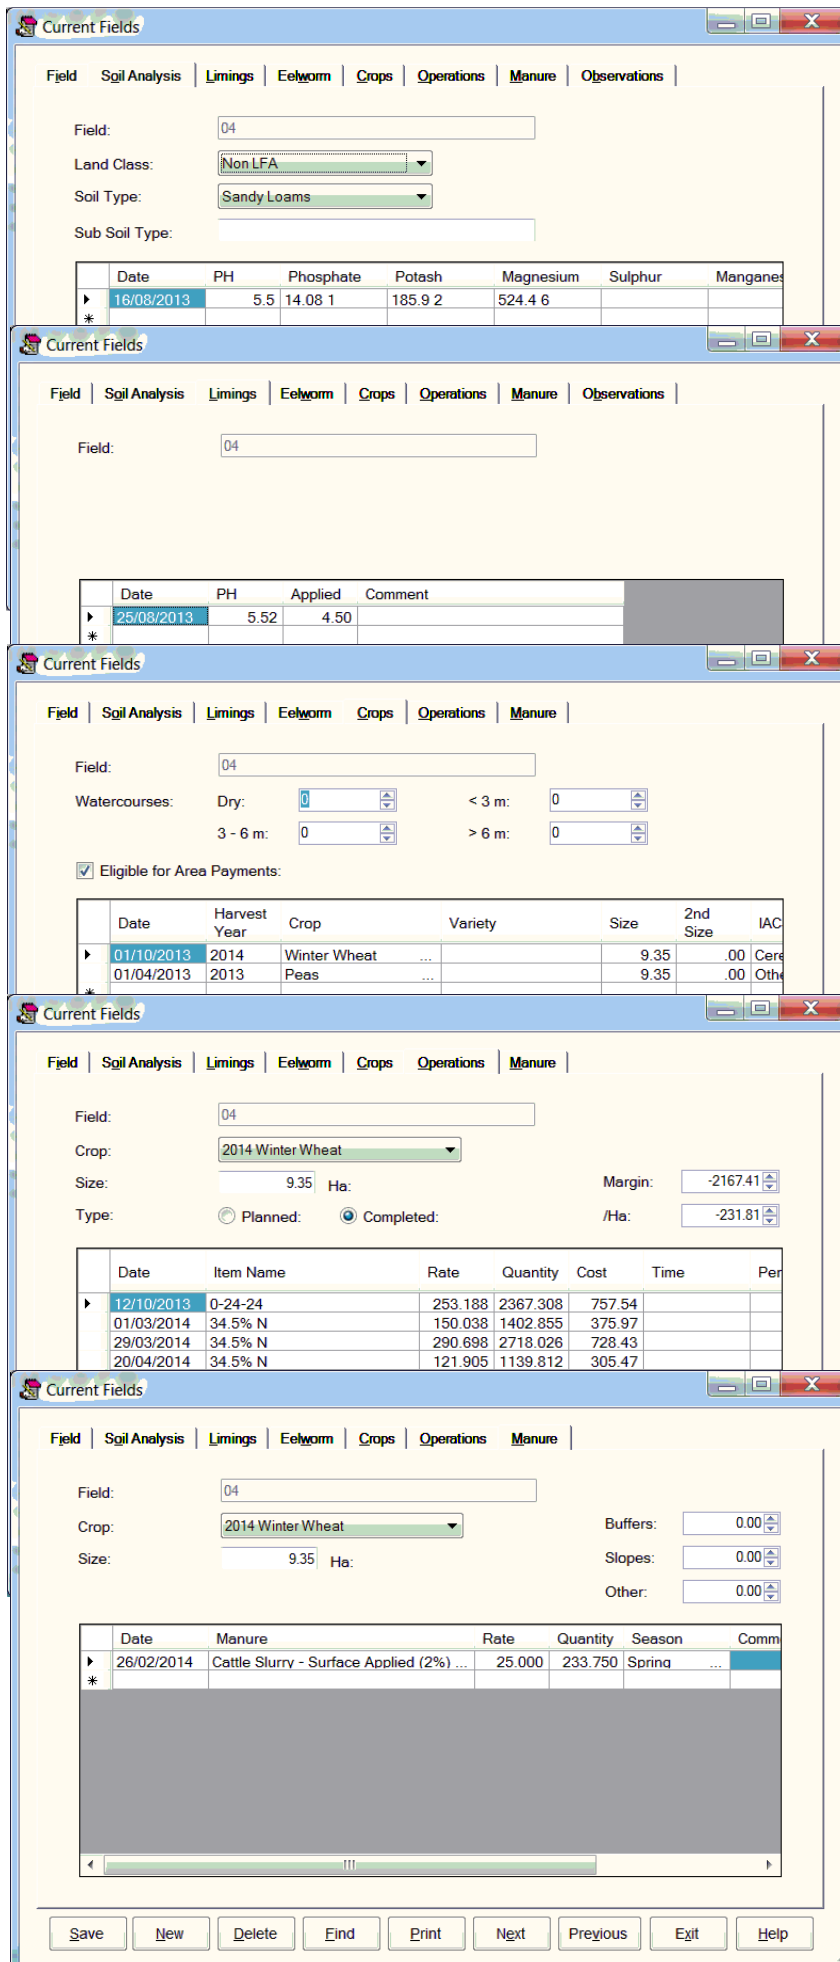 Current Fields
Field Soil Analysis Limings Eelworm Crops Operations Manure Observations
Field: 04
Land Class: Non LFA
Soil Type: Sandy Loams
Sub Soil Type:
Date PH Phosphate Potash Magnesium Sulphur Manganes
16/08/2013 5.5 14.08 1 185.9 2 524.4 6
Current Fields
Field Soil Analysis Limings Eelworm Crops Operations Manure Observations
Field: 04
Date PH Applied Comment
25/08/2013 5.52 4.50
Current Fields
Field Soil Analysis Limings Eelworm Crops Operations Manure
Field: 04
Watercourses: Dry: 0 < 3 m: 0
3 - 6 m: 0 > 6 m: 0
Eligible for Area Payments:
Date Harvest Year Crop Variety Size 2nd Size IAC
01/10/2013 2014 Winter Wheat ... 9.35 .00 Cere
01/04/2013 2013 Peas ... 9.35 .00 Othe
Current Fields
Field Soil Analysis Limings Eelworm Crops Operations Manure
Field: 04
Crop: 2014 Winter Wheat
Size: 9.35 Ha: Margin: -2167.41
Type: Planned: Completed: /Ha: -231.81
Date Item Name Rate Quantity Cost Time Per
12/10/2013 0-24-24 253.188 2367.308 757.54
01/03/2014 34.5% N 150.038 1402.855 375.97
29/03/2014 34.5% N 290.698 2718.026 728.43
20/04/2014 34.5% N 121.905 1139.812 305.47
Current Fields
Field Soil Analysis Limings Eelworm Crops Operations Manure
Field: 04
Crop: 2014 Winter Wheat Buffers: 0.00
Size: 9.35 Ha: Slopes: 0.00
Other: 0.00
Date Manure Rate Quantity Season Comm
26/02/2014 Cattle Slurry - Surface Applied (2%) ... 25.000 233.750 Spring ...
Save New Delete Find Print Next Previous Exit Help